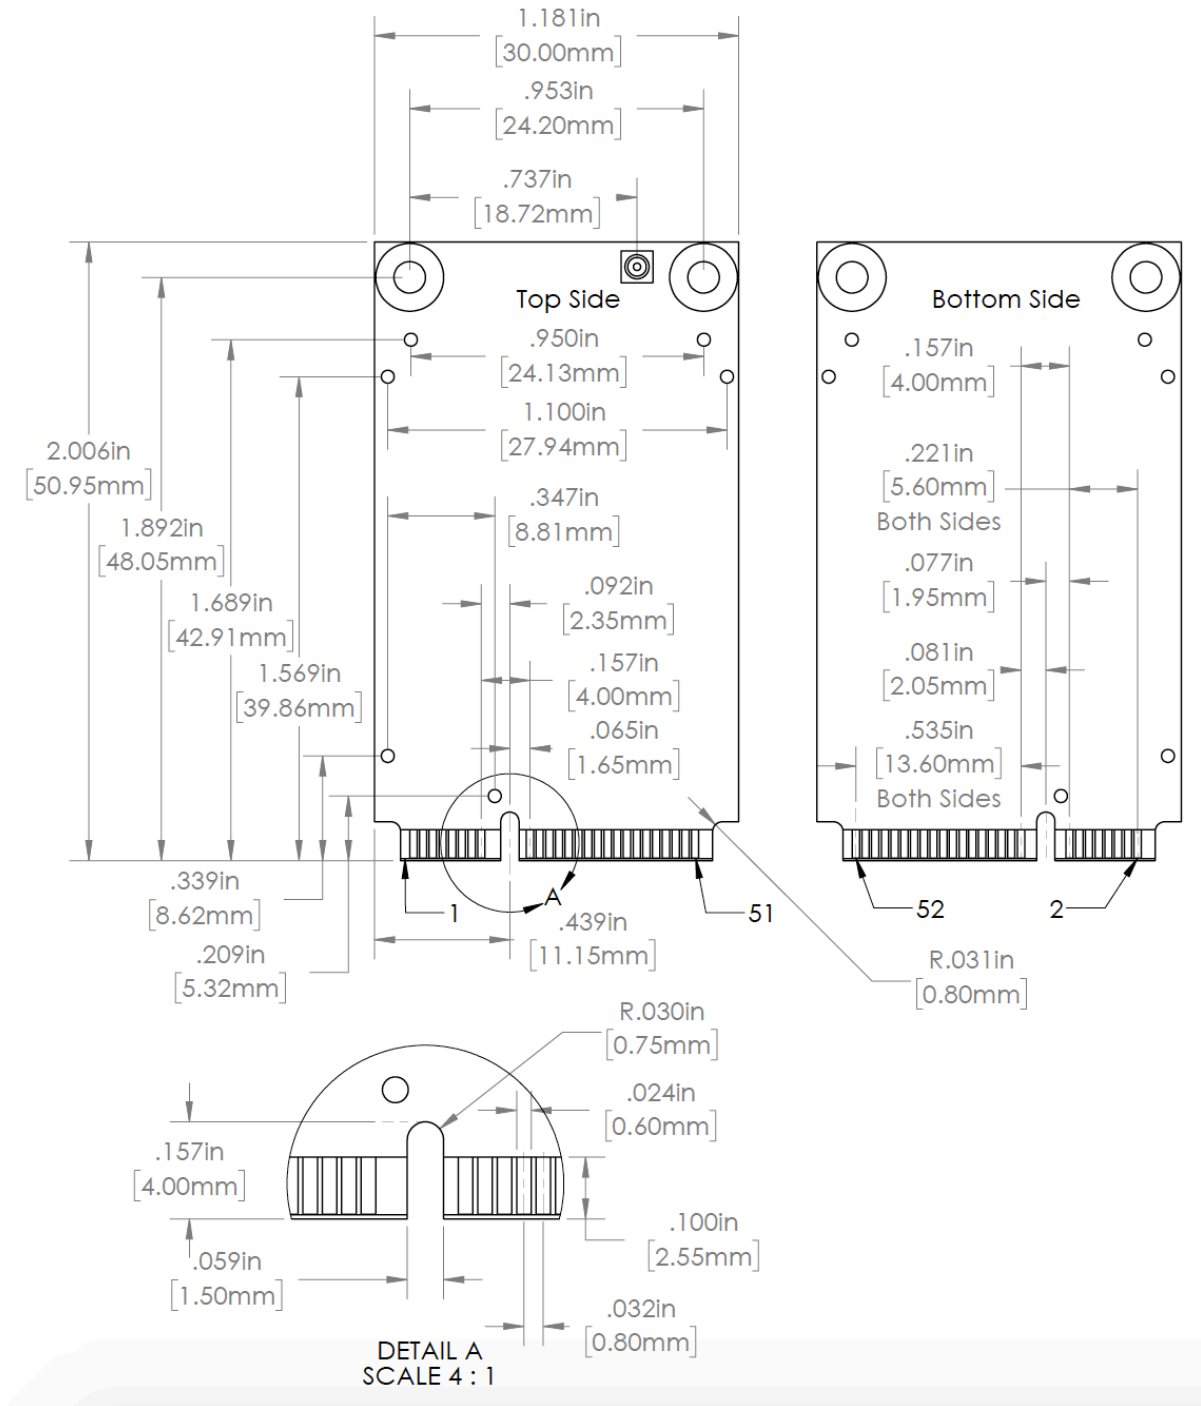 1.181in
[30.00mm]
.953in
[24.20mm]
.737in
[18.72mm]
Top Side
Bottom Side
.950in
[24.13mm]
.157in
[4.00mm]
1.100in
[27.94mm]
2.006in
[50.95mm]
.221in
[5.60mm]
Both Sides
.347in
[8.81mm]
1.892in
[48.05mm]
.077in
[1.95mm]
.092in
[2.35mm]
1.689in
[42.91mm]
.081in
[2.05mm]
.157in
[4.00mm]
1.569in
[39.86mm]
.065in
[1.65mm]
.535in
[13.60mm]
Both Sides
.339in
[8.62mm]
A
1
51
52
2
.439in
[11.15mm]
.209in
[5.32mm]
R.031in
[0.80mm]
R.030in
[0.75mm]
.024in
[0.60mm]
.157in
[4.00mm]
.100in
[2.55mm]
.059in
[1.50mm]
.032in
[0.80mm]
DETAIL A
SCALE 4 : 1